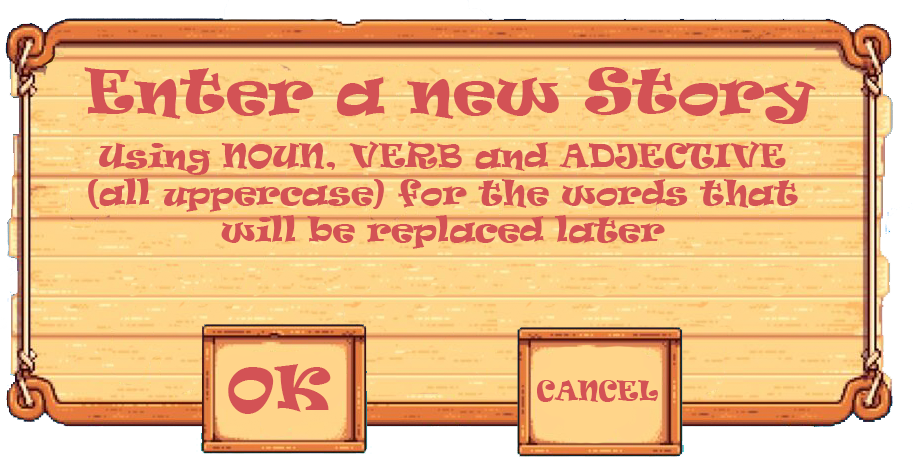 Enter a new Story
Using NOUN, VERB and ADJECTIVE
(all uppercase) for the words that
will be replaced later
OK
CANCEL